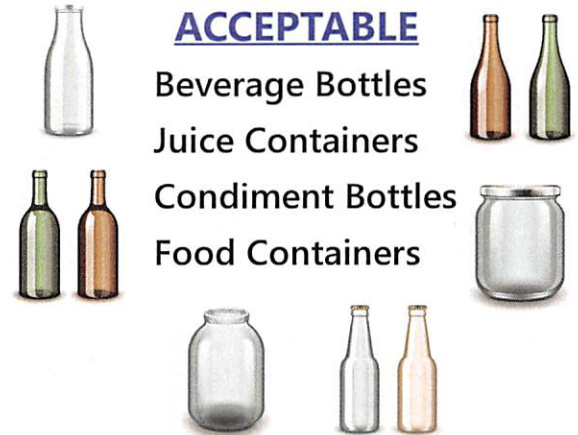 ACCEPTABLE
Beverage Bottles
Juice Containers
Condiment Bottles
Food Containers